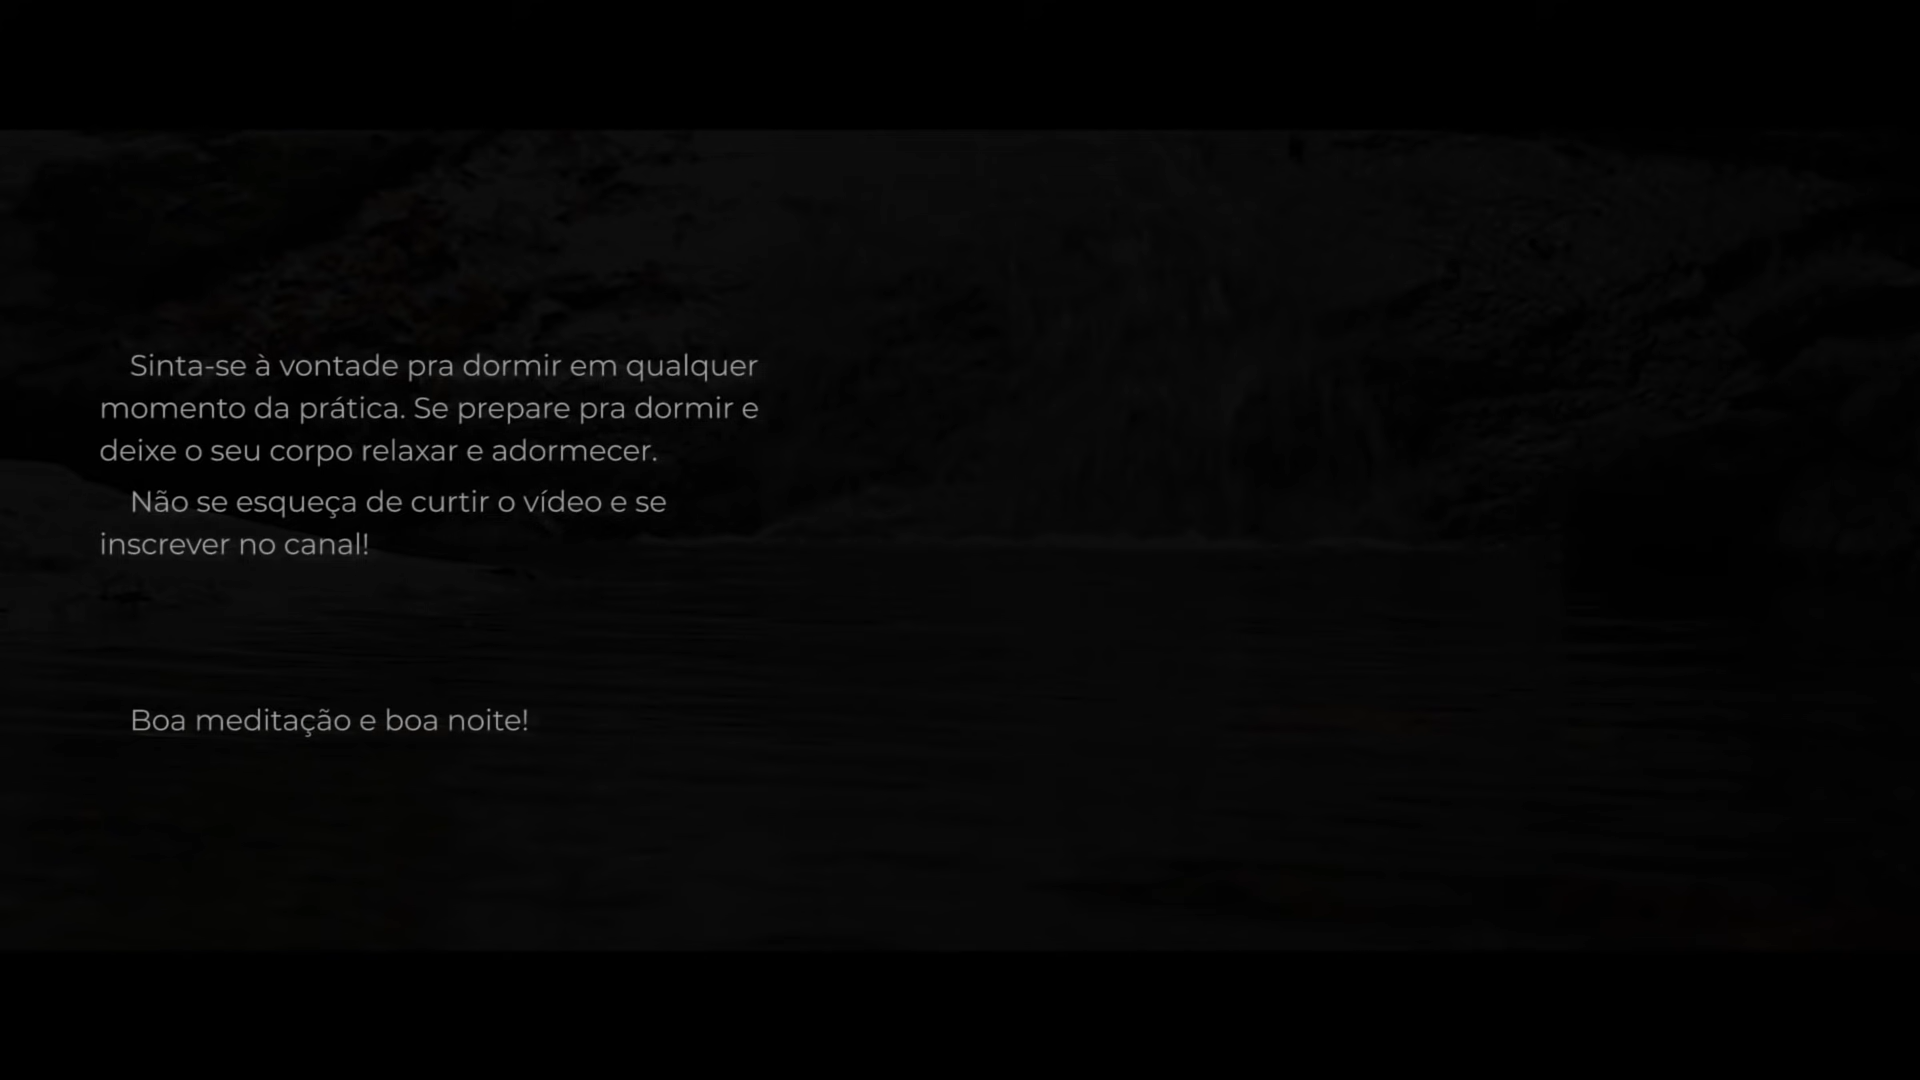 Sinta-se à vontade pra dormir em qualquer
momento da prática. Se prepare pra dormir e
deixe o seu corpo relaxar e adormecer.
Não se esqueça de curtir o vídeo e se
inscrever no canal!
Boa meditação e boa noite!